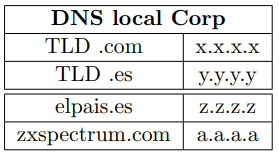 DNS local Corp
TLD .com x.x.x.x
TLD .es y.y.y.y
elpais.es z.z.z.z
zxspectrum.com a.a.a.a